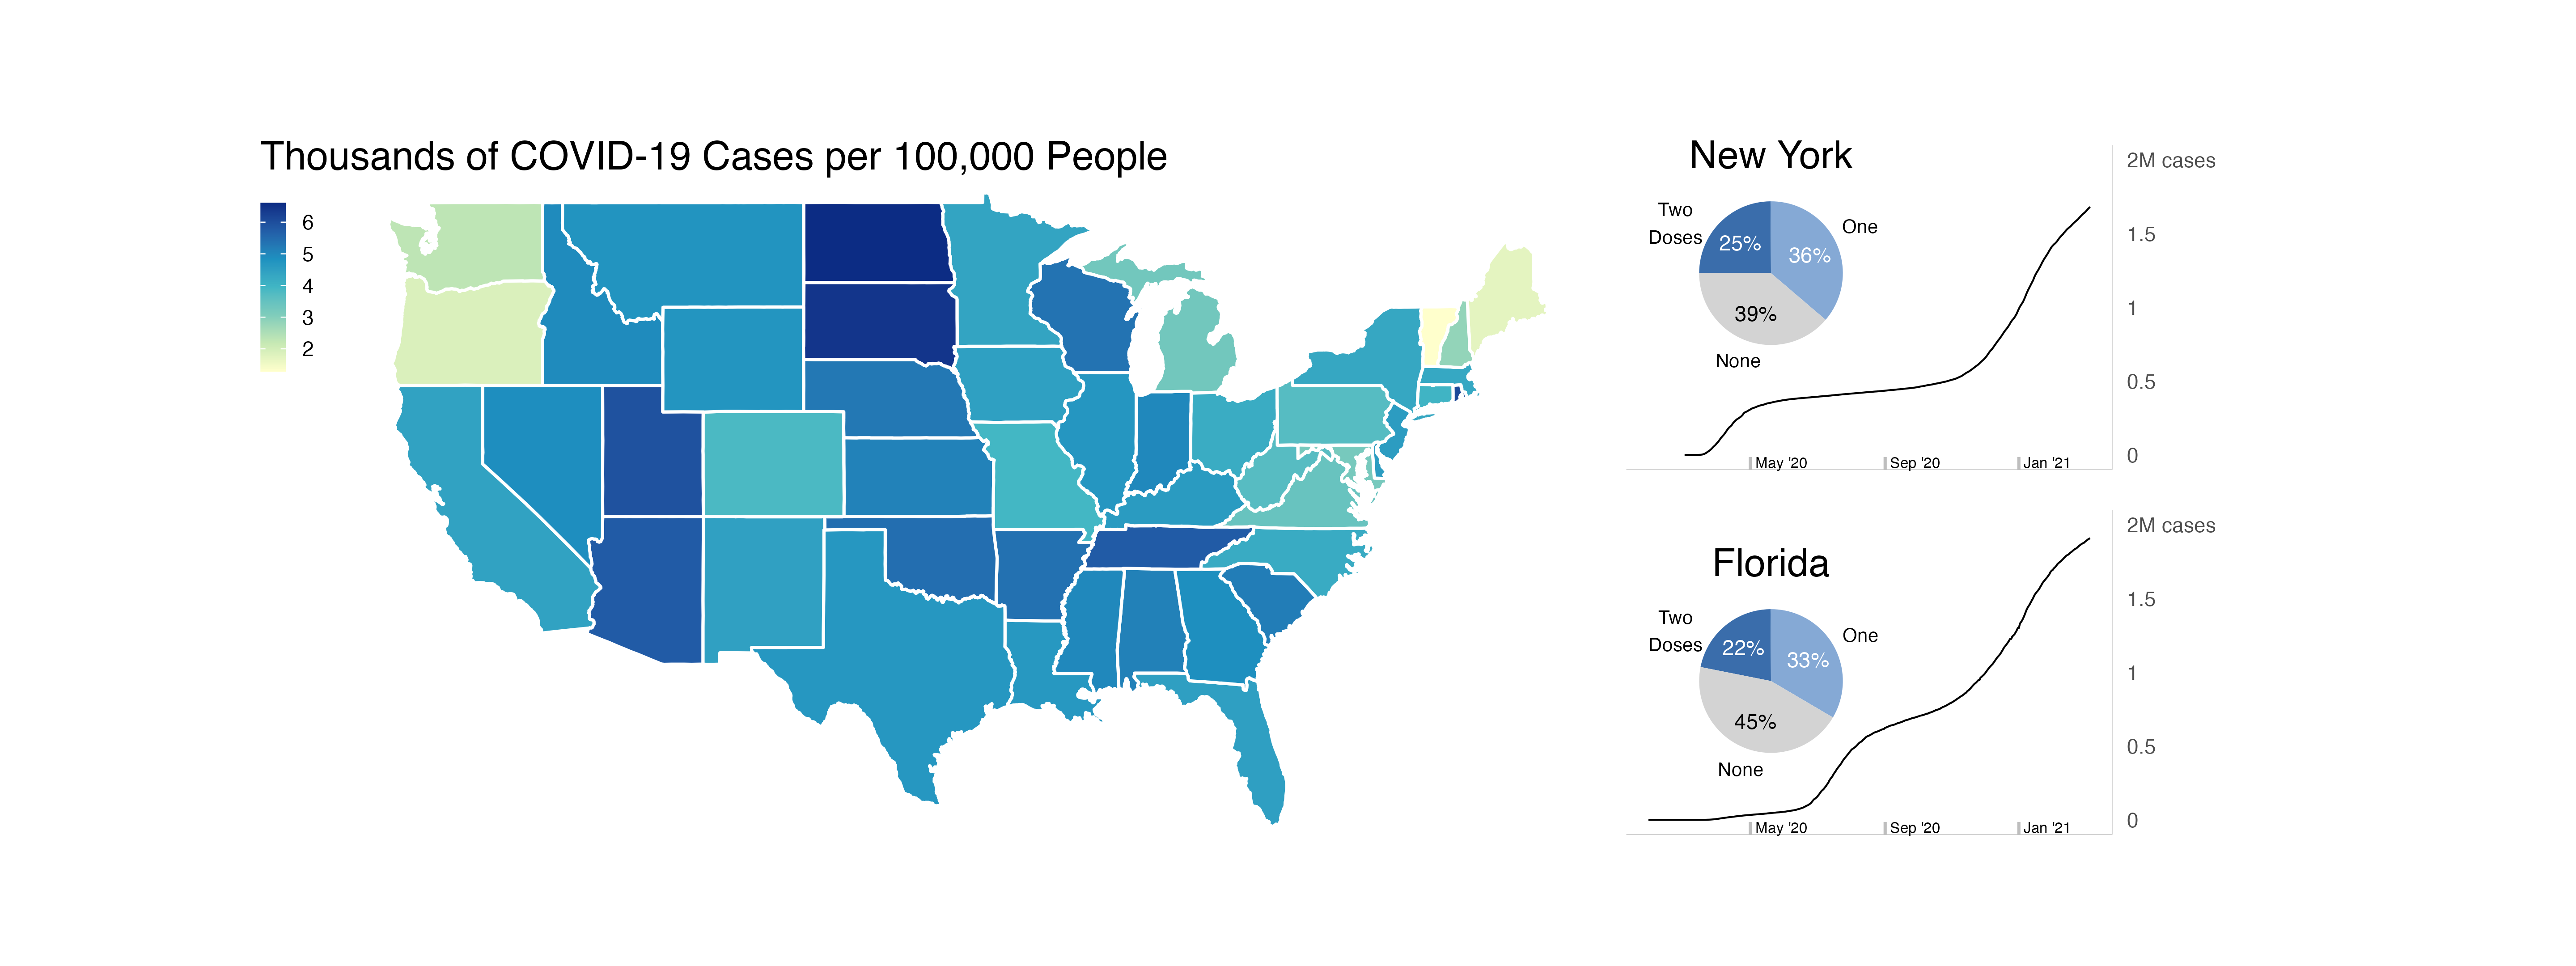 Thousands of COVID-19 Cases per 100,000 People
6
5
4
3
2
New York
Two
Doses
25%
36%
One
39%
None
2M cases
1.5
1
0.5
0
May '20
Sep '20
Jan '21
Florida
Two
Doses
22%
33%
One
45%
None
2M cases
1.5
1
0.5
0
May '20
Sep '20
Jan '21